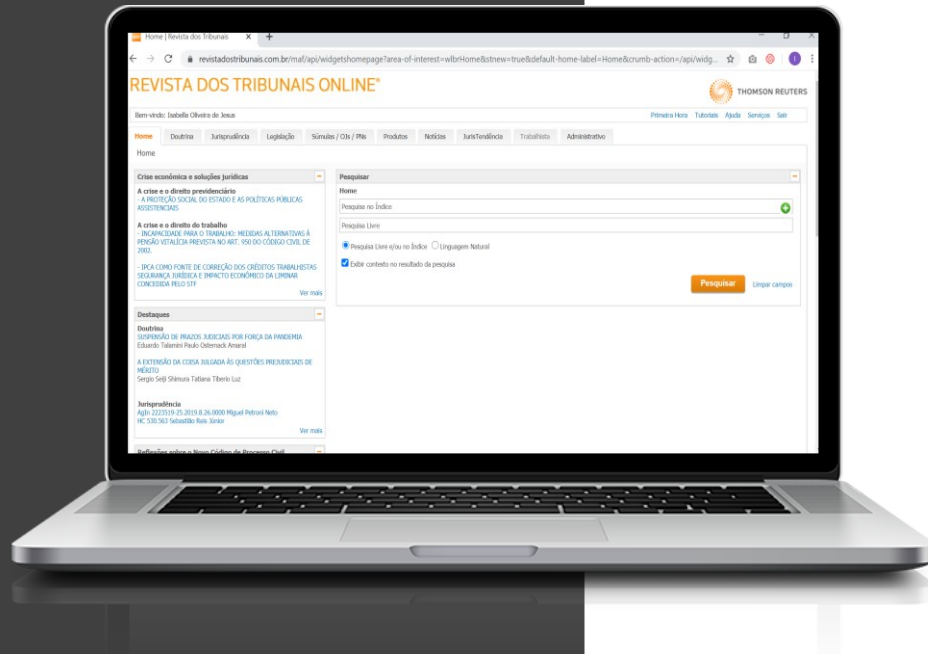 Home | Revista dos Tribunais
revistadostribunais.com.br/maf/api/widgetshomepage?area-of-interest=wlbrHome&stnew=true&default-home-label=Home&crumb-action=/api/widg...
REVISTA DOS TRIBUNAIS ONLINE®
THOMSON REUTERS
Bem-vindo: Isabella Oliveira de Jesus
Primeira Hora Tutoriais Ajuda Serviços Sair
Home Doutrina Jurisprudência Legislação Súmulas / OJs / PNs Produtos Notícias JurisTendência Trabalhista Administrativo
Home
Crise econômica e soluções jurídicas
A crise e o direito previdenciário
- A PROTEÇÃO SOCIAL DO ESTADO E AS POLÍTICAS PÚBLICAS
ASSISTENCIAIS
A crise e o direito do trabalho
- INCAPACIDADE PARA O TRABALHO: MEDIDAS ALTERNATIVAS À
PENSÃO VITALÍCIA PREVISTA NO ART. 950 DO CÓDIGO CIVIL DE
2002.
- IPCA COMO FONTE DE CORREÇÃO DOS CRÉDITOS TRABALHISTAS
SEGURANÇA JURÍDICA E IMPACTO ECONÔMICO DA LIMINAR
CONCEDIDA PELO STF
Ver mais
Destaques
Doutrina
SUSPENSÃO DE PRAZOS JUDICIAIS POR FORÇA DA PANDEMIA
Eduardo Talamini Paulo Osternack Amaral
A EXTENSÃO DA COISA JULGADA ÀS QUESTÕES PREJUDICIAIS DE
MÉRITO
Sergio Seiji Shimura Tatiana Tiberio Luz
Jurisprudência
AgIn 2223519-25.2019.8.26.0000 Miguel Petroni Neto
HC 530.563 Sebastião Reis Júnior
Ver mais
Reflexões sobre o Novo Código de Processo Civil
Pesquisar
Home
Pesquisa no Índice
Pesquisa Livre
Pesquisa Livre e/ou no Índice Linguagem Natural
Exibir contexto no resultado da pesquisa
Pesquisar Limpar campos